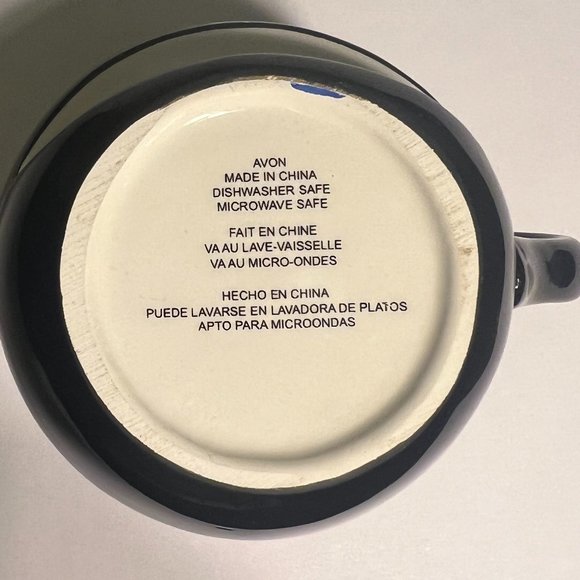 AVON
MADE IN CHINA
DISHWASHER SAFE
MICROWAVE SAFE
FAIT EN CHINE
VA AU LAVE-VAISSELLE
VA AU MICRO-ONDES
HECHO EN CHINA
PUEDE LAVARSE EN LAVADORA DE PLATOS
APTO PARA MICROONDAS